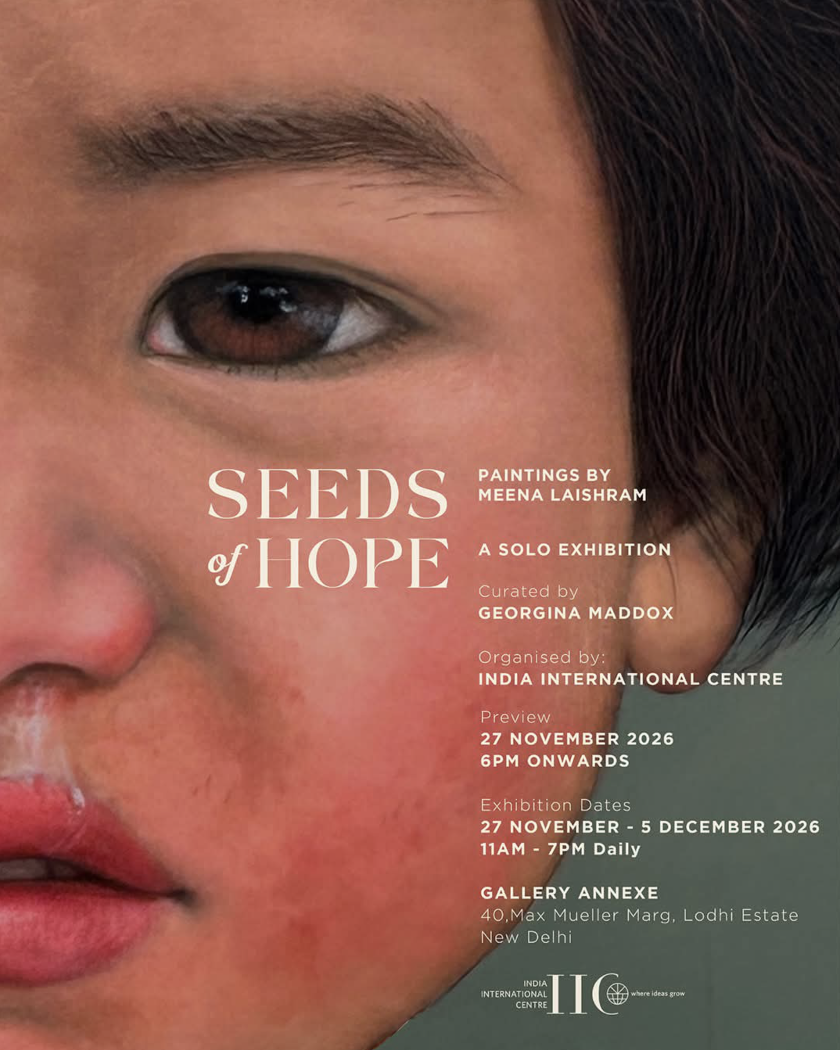 SEEDS
of HOPE
PAINTINGS BY
MEENA LAISHRAM
A SOLO EXHIBITION
Curated by
GEORGINA MADDOX
Organised by:
INDIA INTERNATIONAL CENTRE
Preview
27 NOVEMBER 2026
6PM ONWARDS
Exhibition Dates
27 NOVEMBER - 5 DECEMBER 2026
11AM - 7PM Daily
GALLERY ANNEXE
40,Max Mueller Marg, Lodhi Estate
New Delhi
INDIA
INTERNATIONAL
CENTRE
IIC
where ideas grow